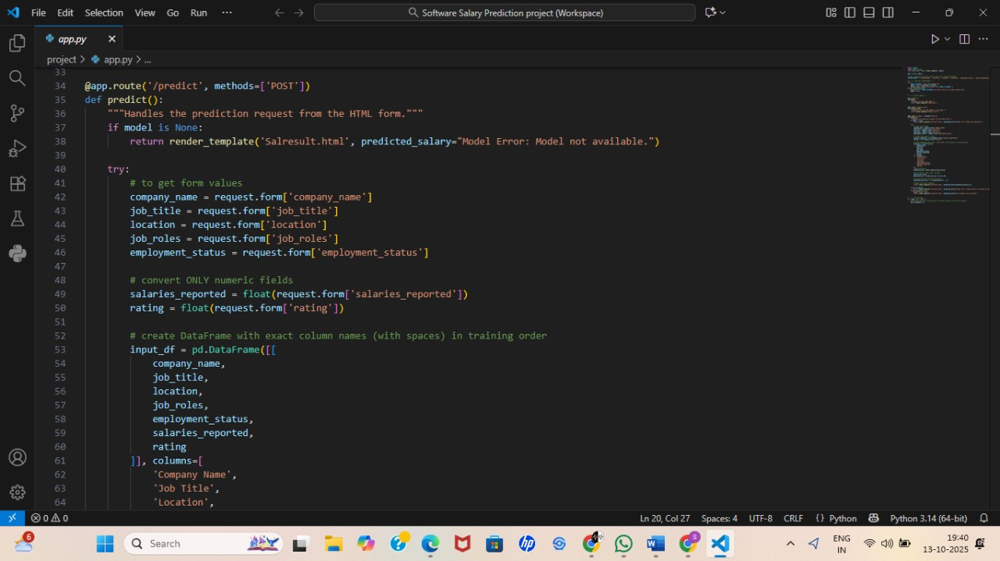 File Edit Selection View Go Run ··· Software Salary Prediction project (Workspace)
app.py
project > app.py > ...
33
34 @app.route('/predict', methods=['POST'])
35 def predict():
36 """Handles the prediction request from the HTML form."""
37 if model is None:
38 return render_template('salresult.html', predicted_salary="Model Error: Model not available.")
39
40 try:
41 # to get form values
42 company_name = request.form['company_name']
43 job_title = request.form['job_title']
44 location = request.form['location']
45 job_roles = request.form['job_roles']
46 employment_status = request.form['employment_status']
47
48 # convert ONLY numeric fields
49 salaries_reported = float(request.form['salaries_reported'])
50 rating = float(request.form['rating'])
51
52 # create DataFrame with exact column names (with spaces) in training order
53 input_df = pd.DataFrame([[
54 company_name,
55 job_title,
56 location,
57 job_roles,
58 employment_status,
59 salaries_reported,
60 rating
61 ]], columns=[
62 'Company Name',
63 'Job Title',
64 'Location',
0 0 Ln 20, Col 27 Spaces: 4 UTF-8 CRLF {} Python Python 3.14 (64-bit)
6 Search hp S ENG 19:40
IN 13-10-2025